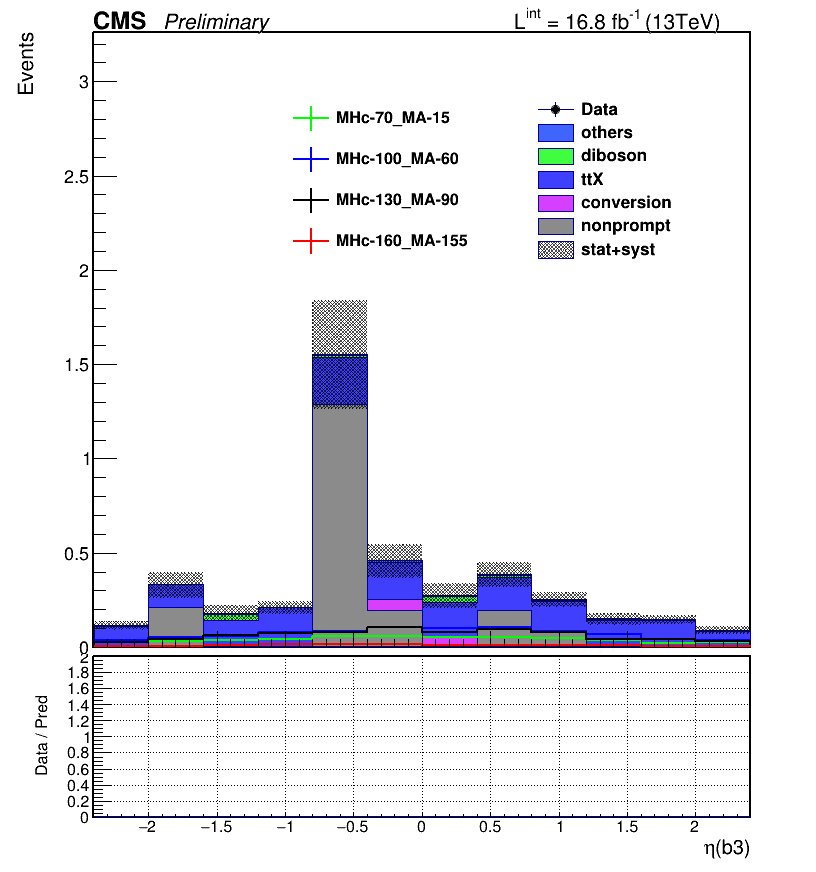 CMS Preliminary L^int = 16.8 fb^-1 (13TeV)
Events
3
2.5
2
1.5
1
0.5
0
MHc-70_MA-15
MHc-100_MA-60
MHc-130_MA-90
MHc-160_MA-155
Data
others
diboson
ttX
conversion
nonprompt
stat+syst
Data / Pred
2
1.8
1.6
1.4
1.2
1
0.8
0.6
0.4
0.2
0
−2 −1.5 −1 −0.5 0 0.5 1 1.5 2
η(b3)